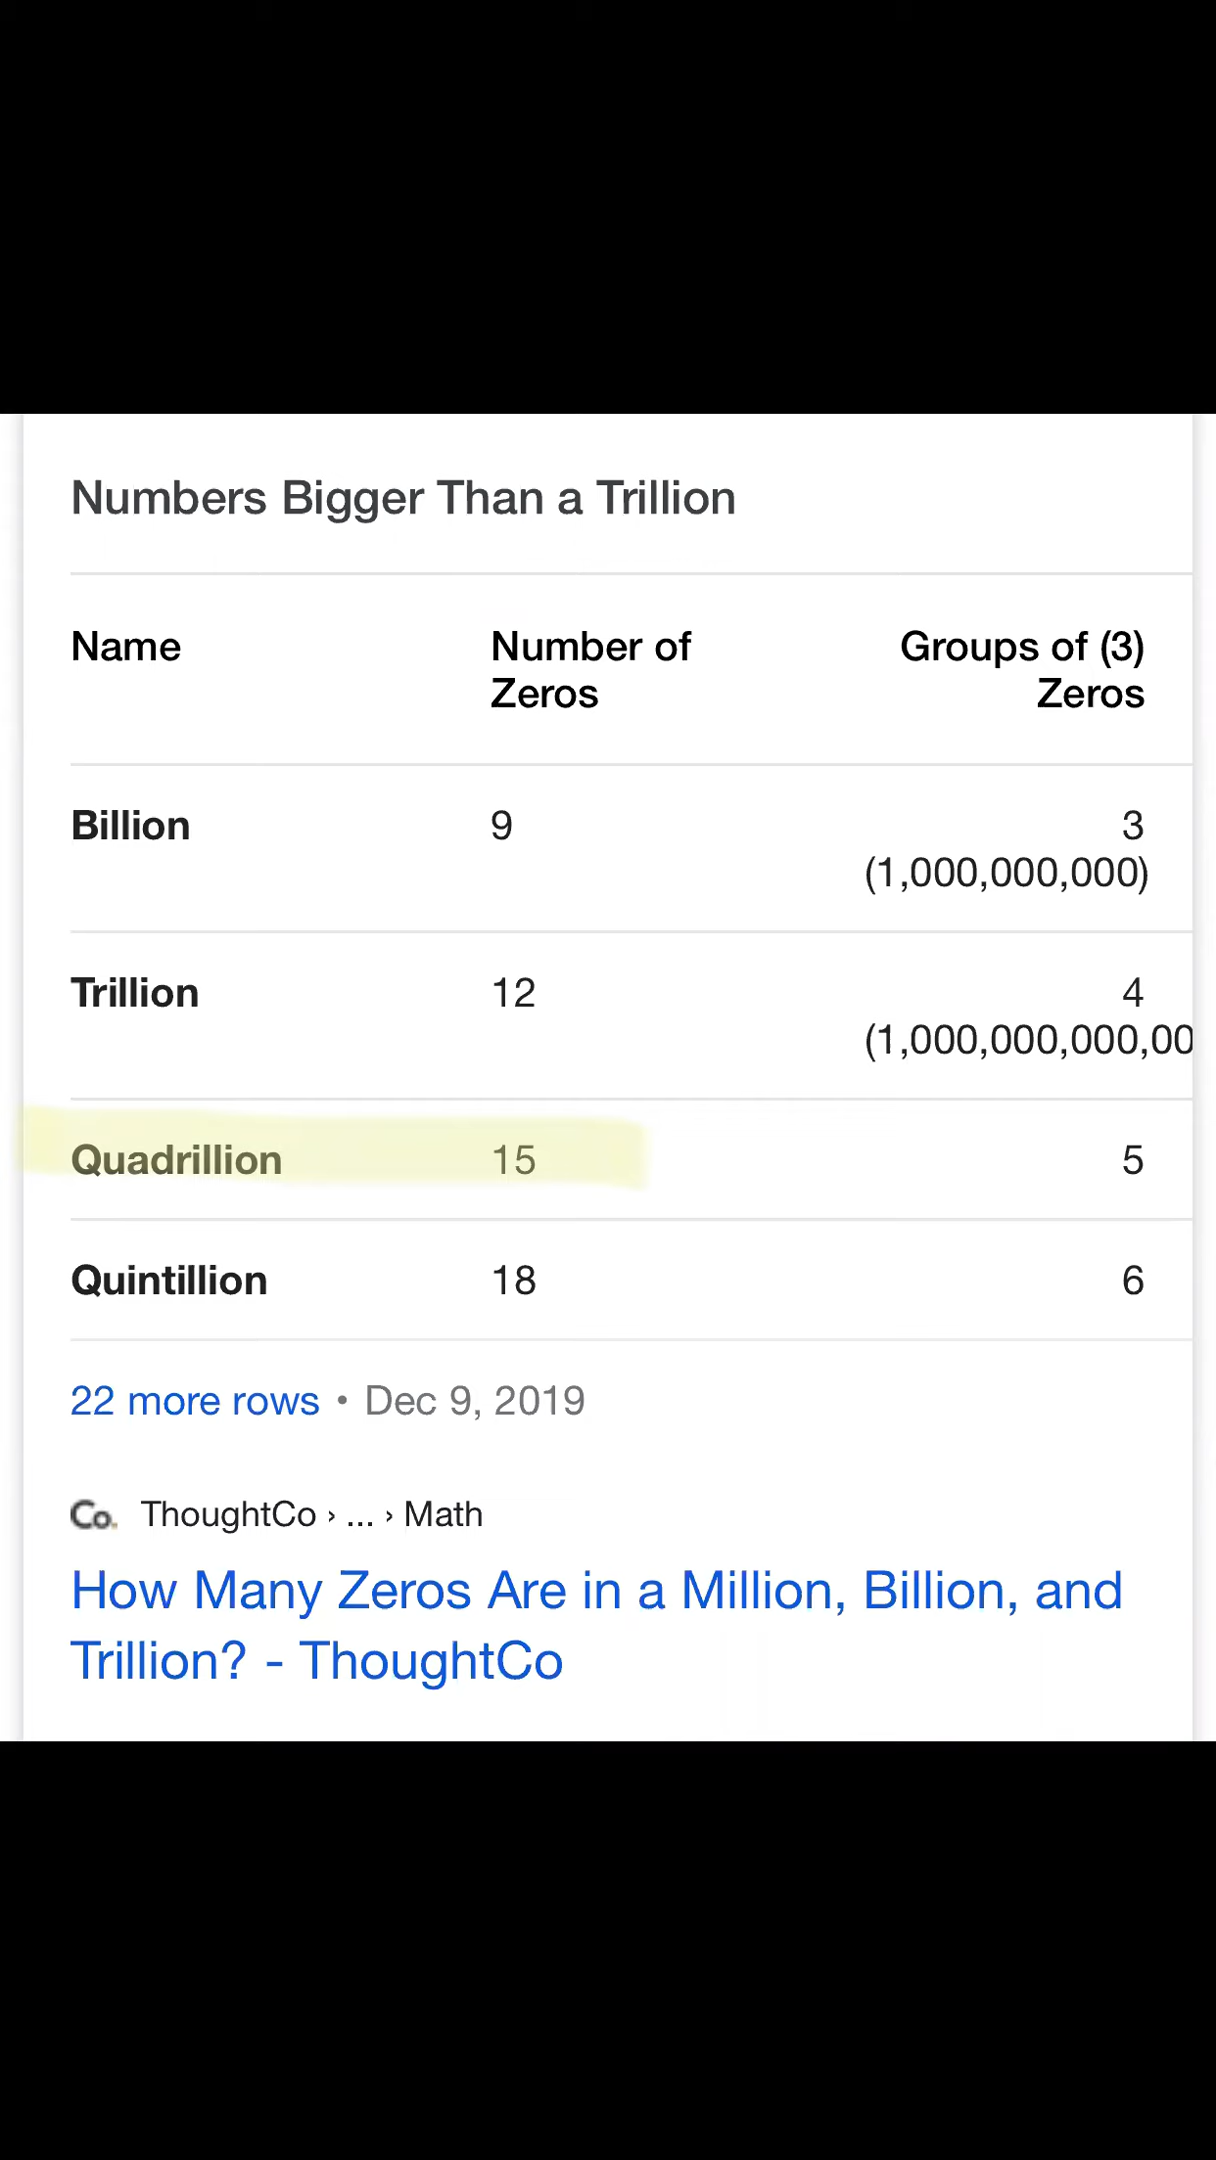 Numbers Bigger Than a Trillion
Name Number of Groups of (3)
Zeros Zeros
Billion 9 3
(1,000,000,000)
Trillion 12 4
(1,000,000,000,00
Quadrillion 15 5
Quintillion 18 6
22 more rows • Dec 9, 2019
Co. ThoughtCo › ... › Math
How Many Zeros Are in a Million, Billion, and
Trillion? - ThoughtCo